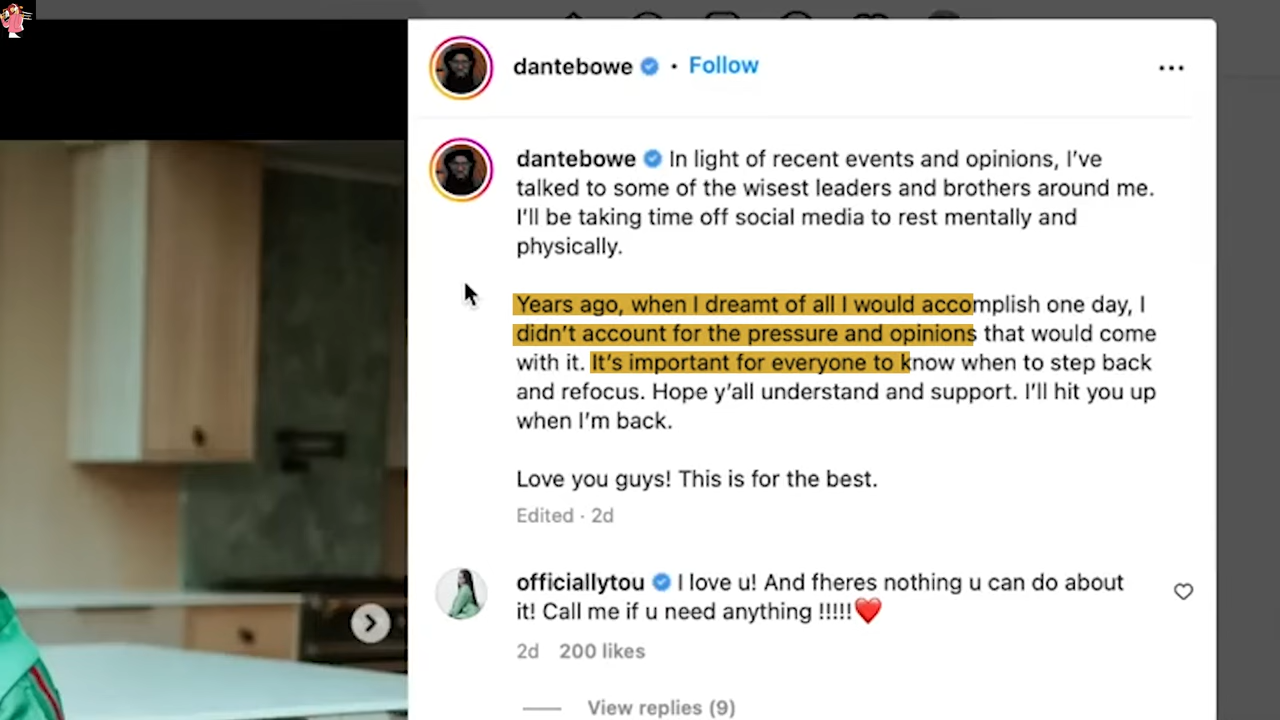 dantebowe • Follow
dantebowe In light of recent events and opinions, I've
talked to some of the wisest leaders and brothers around me.
I'll be taking time off social media to rest mentally and
physically.
Years ago, when I dreamt of all I would accomplish one day, I
didn't account for the pressure and opinions that would come
with it. It's important for everyone to know when to step back
and refocus. Hope y'all understand and support. I'll hit you up
when I'm back.
Love you guys! This is for the best.
Edited · 2d
officiallytou I love u! And fheres nothing u can do about
it! Call me if u need anything !!!!!❤️
2d 200 likes
View replies (9)